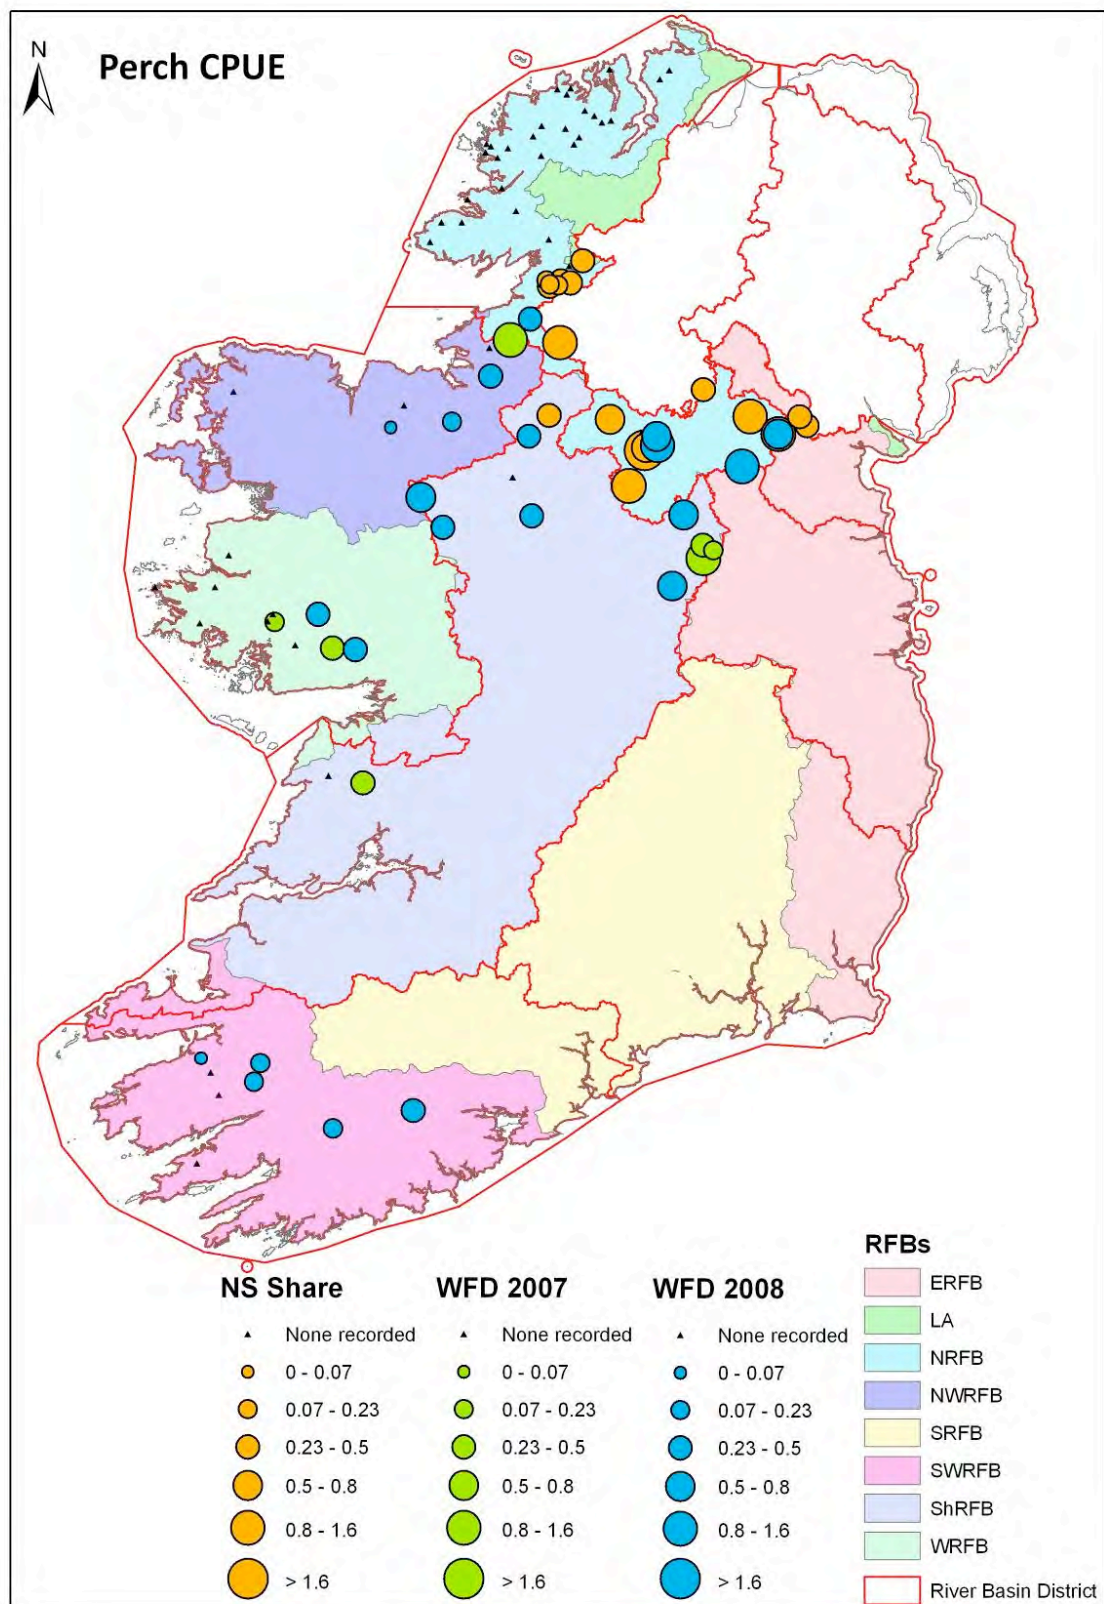 N
Perch CPUE
NS Share
None recorded
0 - 0.07
0.07 - 0.23
0.23 - 0.5
0.5 - 0.8
0.8 - 1.6
> 1.6
WFD 2007
None recorded
0 - 0.07
0.07 - 0.23
0.23 - 0.5
0.5 - 0.8
0.8 - 1.6
> 1.6
WFD 2008
None recorded
0 - 0.07
0.07 - 0.23
0.23 - 0.5
0.5 - 0.8
0.8 - 1.6
> 1.6
RFBs
ERFB
LA
NRFB
NWRFB
SRFB
SWRFB
ShRFB
WRFB
River Basin District